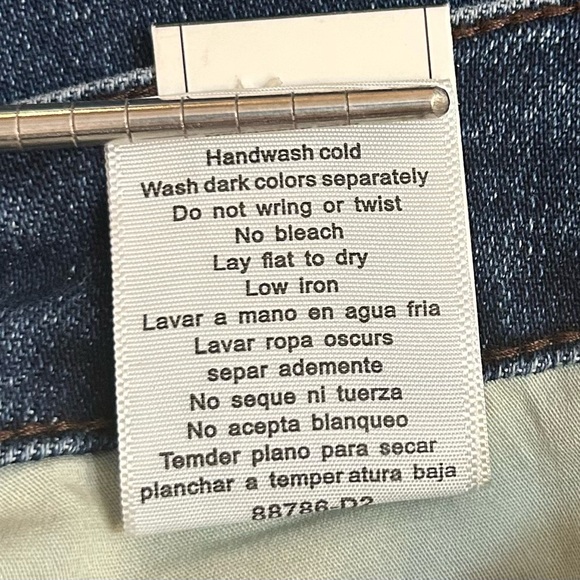 Handwash cold
Wash dark colors separately
Do not wring or twist
No bleach
Lay flat to dry
Low iron
Lavar a mano en agua fria
Lavar ropa oscurs
separ ademente
No seque ni tuerza
No acepta blanqueo
Temder plano para secar
planchar a temper atura baja
88786-D2